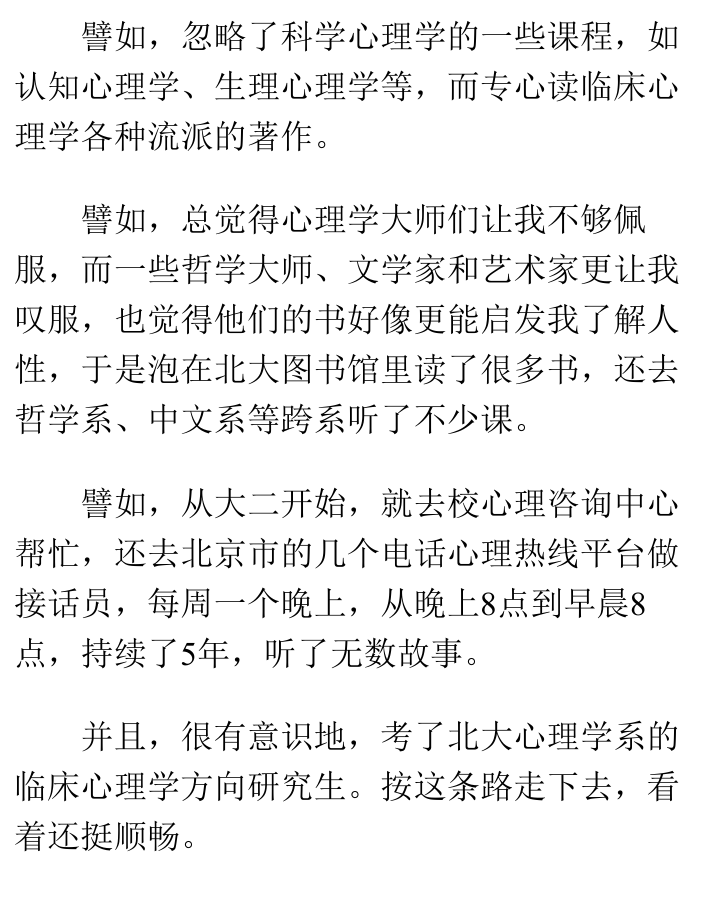 譬如，忽略了科学心理学的一些课程，如
认知心理学、生理心理学等，而专心读临床心
理学各种流派的著作。
譬如，总觉得心理学大师们让我不够佩
服，而一些哲学大师、文学家和艺术家更让我
叹服，也觉得他们的书好像更能启发我了解人
性，于是泡在北大图书馆里读了很多书，还去
哲学系、中文系等跨系听了不少课。
譬如，从大二开始，就去校心理咨询中心
帮忙，还去北京市的几个电话心理热线平台做
接话员，每周一个晚上，从晚上8点到早晨8
点，持续了5年，听了无数故事。
并且，很有意识地，考了北大心理学系的
临床心理学方向研究生。按这条路走下去，看
着还挺顺畅。